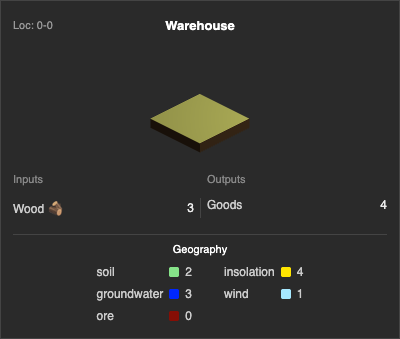 Loc: 0-0
Warehouse
Inputs
Outputs
Wood 3
Goods 4
Geography
soil 2 insolation 4
groundwater 3 wind 1
ore 0